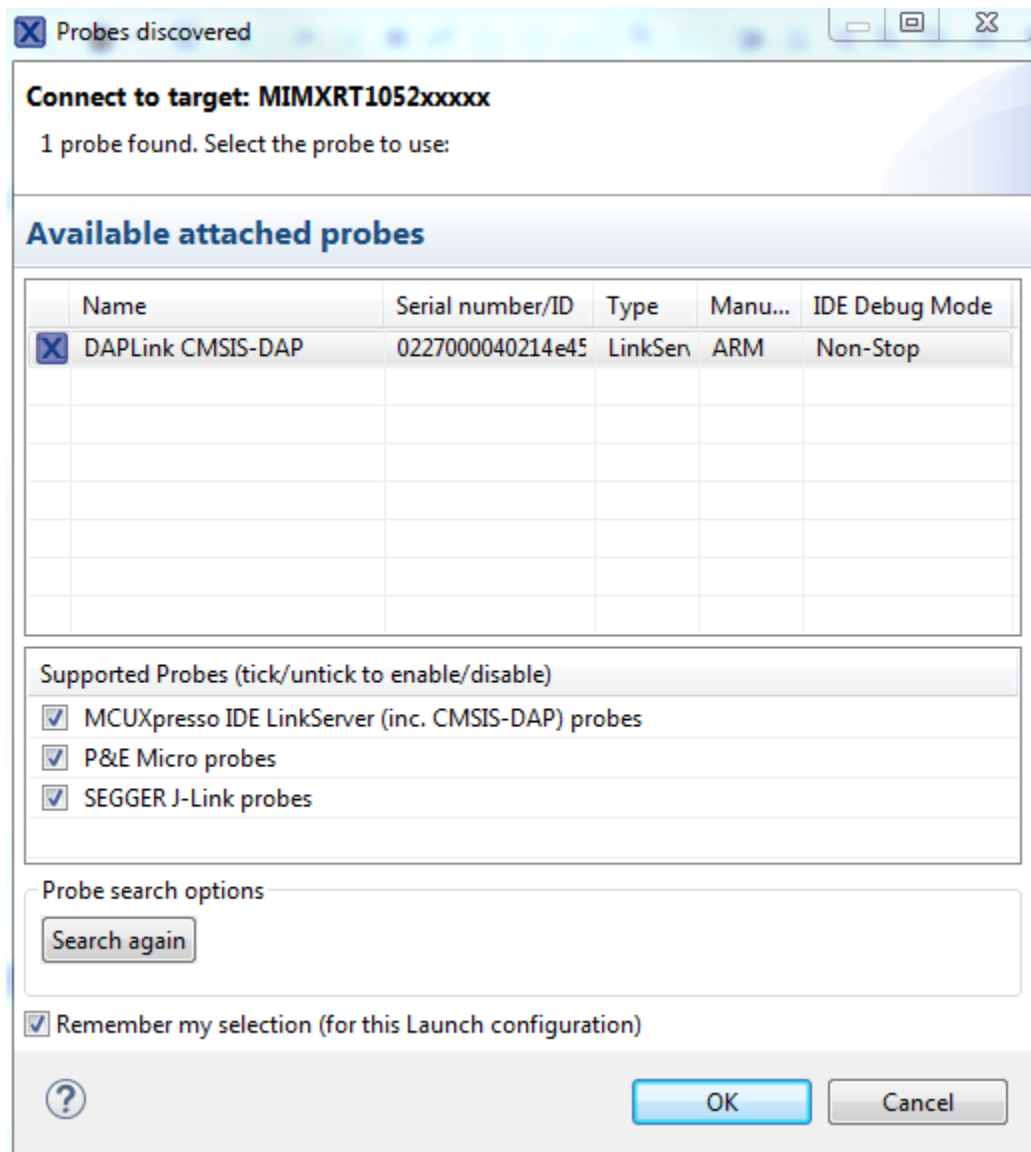 Probes discovered
Connect to target: MIMXRT1052xxxxx
1 probe found. Select the probe to use:
Available attached probes
Name Serial number/ID Type Manu... IDE Debug Mode
DAPLink CMSIS-DAP 0227000040214e45 LinkSer ARM Non-Stop
Supported Probes (tick/untick to enable/disable)
MCUXpresso IDE LinkServer (inc. CMSIS-DAP) probes
P&E Micro probes
SEGGER J-Link probes
Probe search options
Search again
Remember my selection (for this Launch configuration)
? OK Cancel